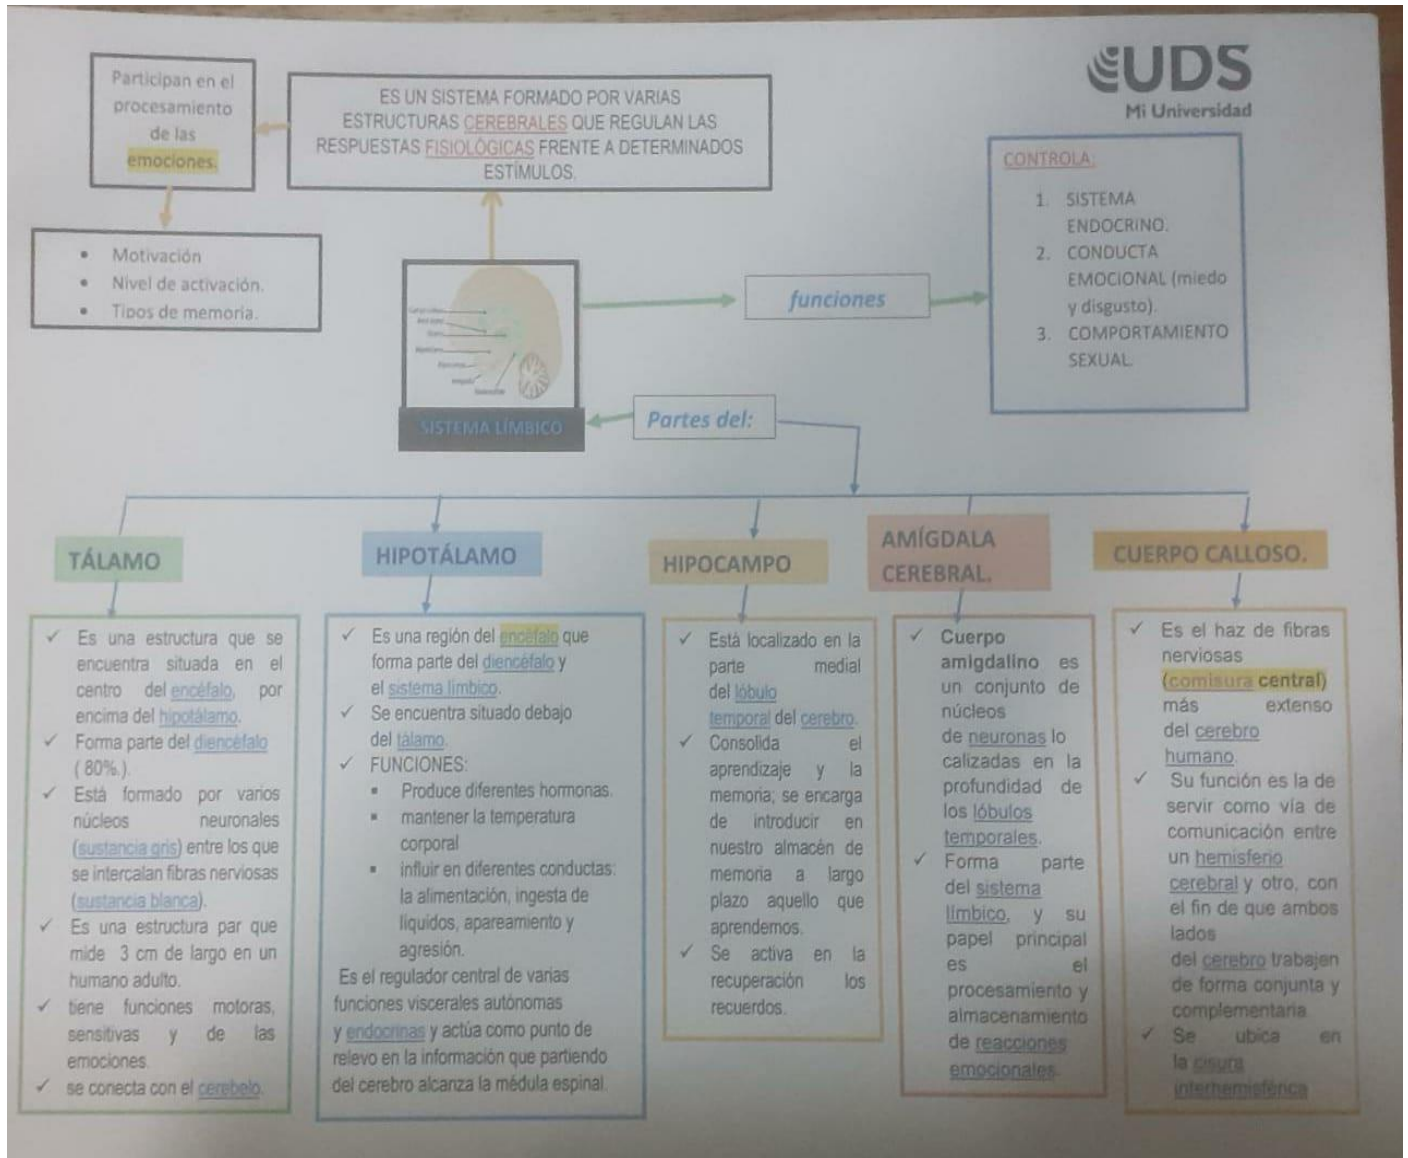 UDS
Mi Universidad
Participan en el
procesamiento
de las
emociones.
ES UN SISTEMA FORMADO POR VARIAS
ESTRUCTURAS CEREBRALES QUE REGULAN LAS
RESPUESTAS FISIOLÓGICAS FRENTE A DETERMINADOS
ESTÍMULOS.
• Motivación
• Nivel de activación.
• Tipos de memoria.
funciones
CONTROLA:
1. SISTEMA
ENDOCRINO.
2. CONDUCTA
EMOCIONAL (miedo
y disgusto).
3. COMPORTAMIENTO
SEXUAL.
SISTEMA LÍMBICO
Partes del:
TÁLAMO
✓ Es una estructura que se
encuentra situada en el
centro del encéfalo, por
encima del hipotálamo.
✓ Forma parte del diencéfalo
( 80%.).
✓ Está formado por varios
núcleos neuronales
(sustancia gris) entre los que
se intercalan fibras nerviosas
(sustancia blanca).
✓ Es una estructura par que
mide 3 cm de largo en un
humano adulto.
✓ tiene funciones motoras,
sensitivas y de las
emociones.
✓ se conecta con el cerebelo.
HIPOTÁLAMO
✓ Es una región del encéfalo que
forma parte del diencéfalo y
el sistema límbico.
✓ Se encuentra situado debajo
del tálamo.
✓ FUNCIONES:
▪ Produce diferentes hormonas.
▪ mantener la temperatura
corporal
▪ influir en diferentes conductas:
la alimentación, ingesta de
líquidos, apareamiento y
agresión.
Es el regulador central de varias
funciones viscerales autónomas
y endocrinas y actúa como punto de
relevo en la información que partiendo
del cerebro alcanza la médula espinal.
HIPOCAMPO
✓ Está localizado en la
parte medial
del lóbulo
temporal del cerebro.
✓ Consolida el
aprendizaje y la
memoria; se encarga
de introducir en
nuestro almacén de
memoria a largo
plazo aquello que
aprendemos.
✓ Se activa en la
recuperación los
recuerdos.
AMÍGDALA
CEREBRAL.
✓ Cuerpo
amigdalino es
un conjunto de
núcleos
de neuronas lo
calizadas en la
profundidad de
los lóbulos
temporales.
✓ Forma parte
del sistema
límbico, y su
papel principal
es el
procesamiento y
almacenamiento
de reacciones
emocionales.
CUERPO CALLOSO.
✓ Es el haz de fibras
nerviosas
(comisura central)
más extenso
del cerebro
humano.
✓ Su función es la de
servir como vía de
comunicación entre
un hemisferio
cerebral y otro, con
el fin de que ambos
lados
del cerebro trabajen
de forma conjunta y
complementaria
✓ Se ubica en
la cisura
interhemisférica